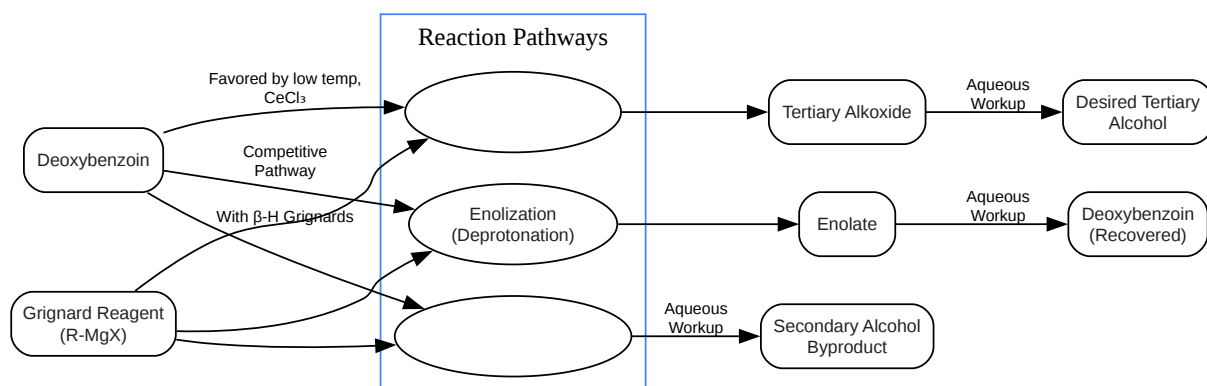 Reaction Pathways
Favored by low temp,
CeCl₃
Aqueous
Workup
Tertiary Alkoxide
Desired Tertiary
Alcohol
Deoxybenzoin
Competitive
Pathway
With β-H Grignards
Enolization
(Deprotonation)
Enolate
Aqueous
Workup
Deoxybenzoin
(Recovered)
Grignard Reagent
(R-MgX)
Aqueous
Workup
Secondary Alcohol
Byproduct